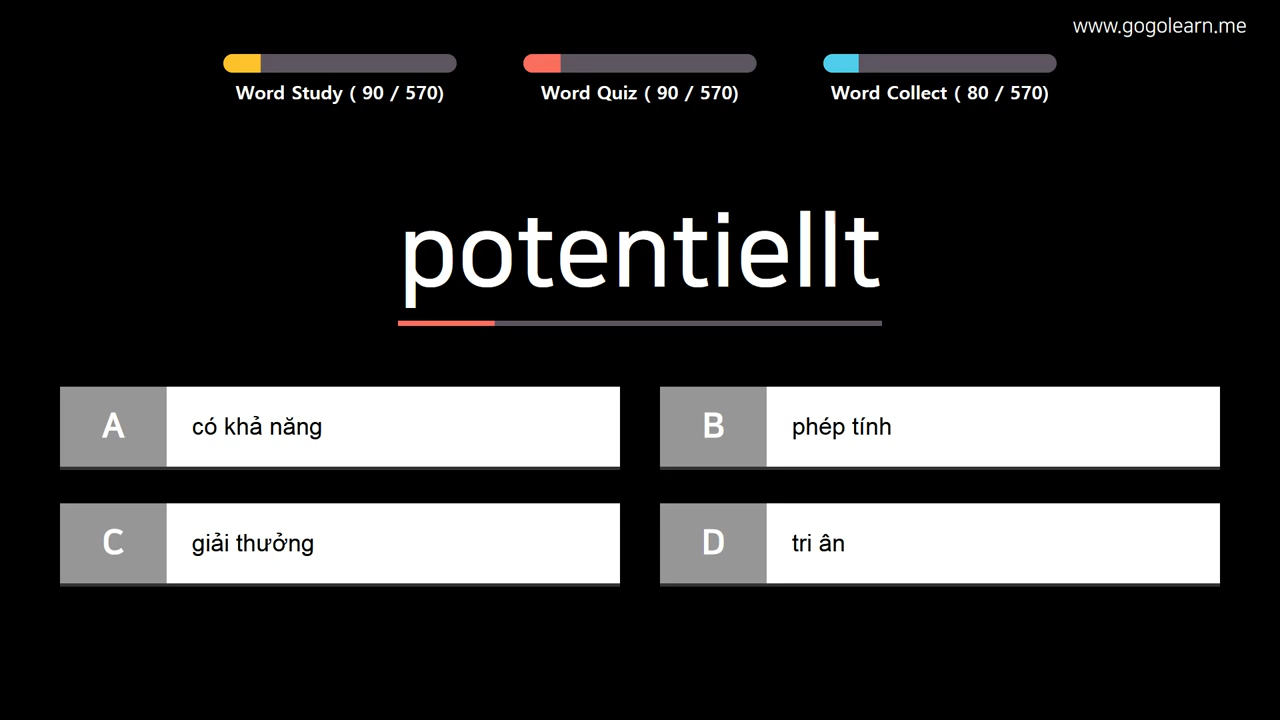 www.gogolearn.me
Word Study ( 90 / 570)
Word Quiz ( 90 / 570)
Word Collect ( 80 / 570)
potentiellt
A
có khả năng
B
phép tính
C
giải thưởng
D
tri ân